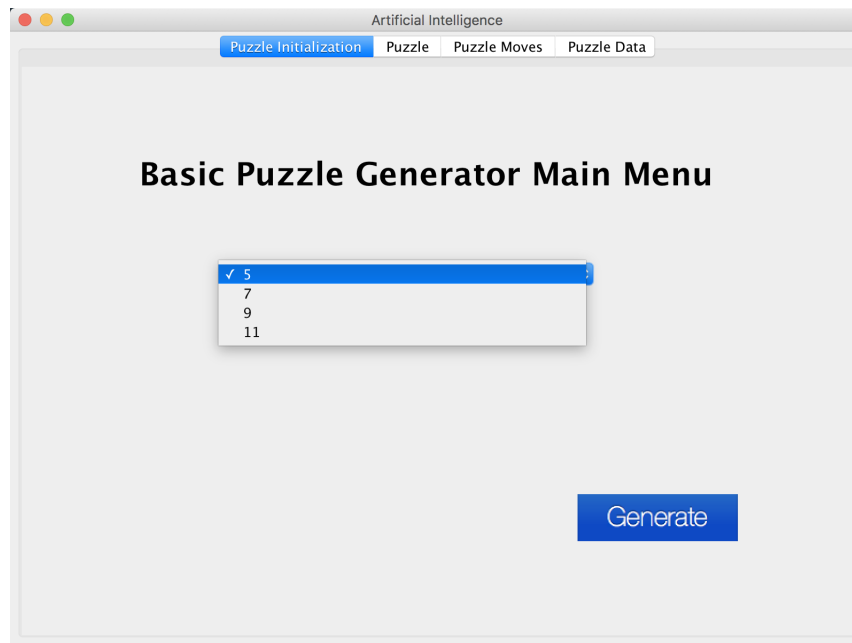 Artificial Intelligence
Puzzle Initialization Puzzle Puzzle Moves Puzzle Data
Basic Puzzle Generator Main Menu
✓ 5
7
9
11
Generate